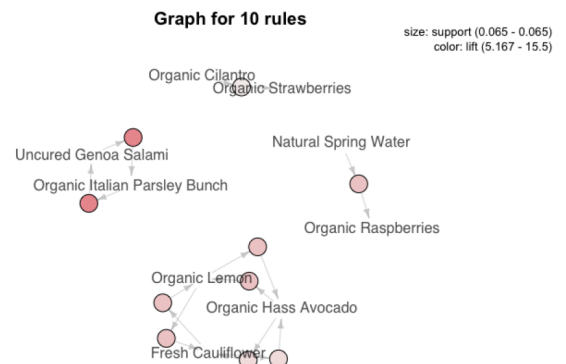 Graph for 10 rules
size: support (0.065 - 0.065)
color: lift (5.167 - 15.5)
Organic Cilantro
Organic Strawberries
Natural Spring Water
Uncured Genoa Salami
Organic Italian Parsley Bunch
Organic Raspberries
Organic Lemon
Organic Hass Avocado
Fresh Cauliflower